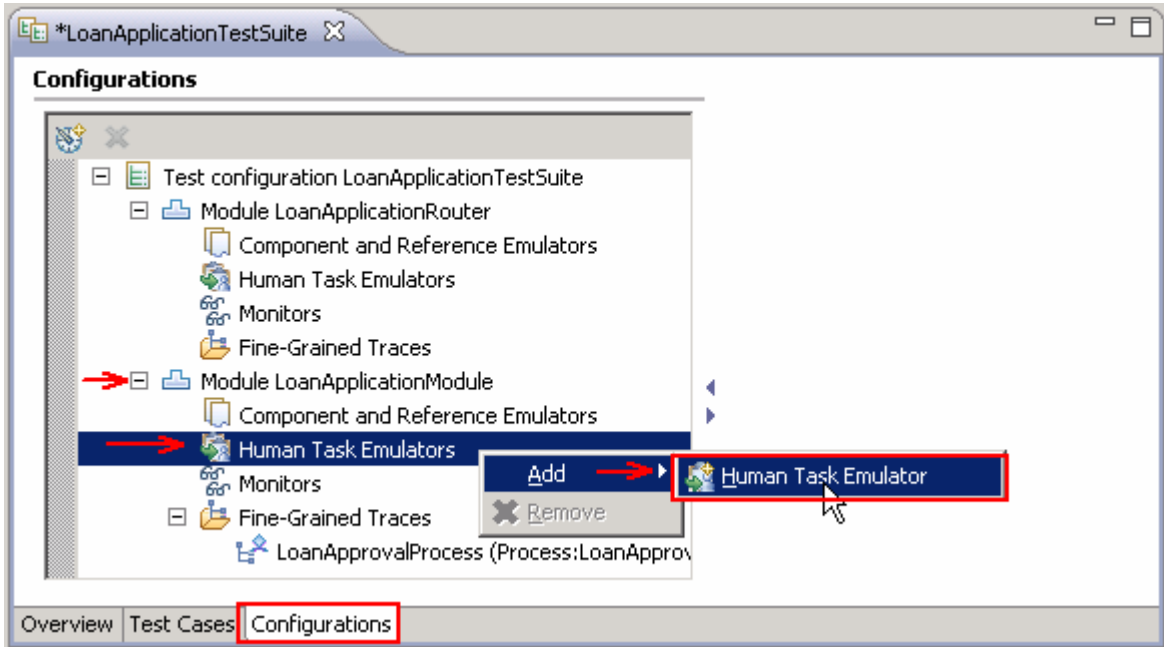 *LoanApplicationTestSuite
Configurations
Test configuration LoanApplicationTestSuite
Module LoanApplicationRouter
Component and Reference Emulators
Human Task Emulators
Monitors
Fine-Grained Traces
Module LoanApplicationModule
Component and Reference Emulators
Human Task Emulators
Add
Human Task Emulator
Monitors
Remove
Fine-Grained Traces
LoanApprovalProcess (Process:LoanApprov
Overview Test Cases Configurations